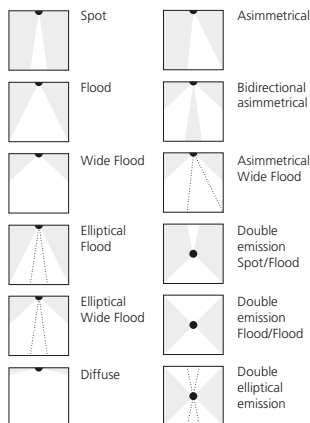 Spot
Flood
Wide Flood
Elliptical
Flood
Elliptical
Wide Flood
Diffuse
Asimmetrical
Bidirectional
asimmetrical
Asimmetrical
Wide Flood
Double
emission
Spot/Flood
Double
emission
Flood/Flood
Double
elliptical
emission